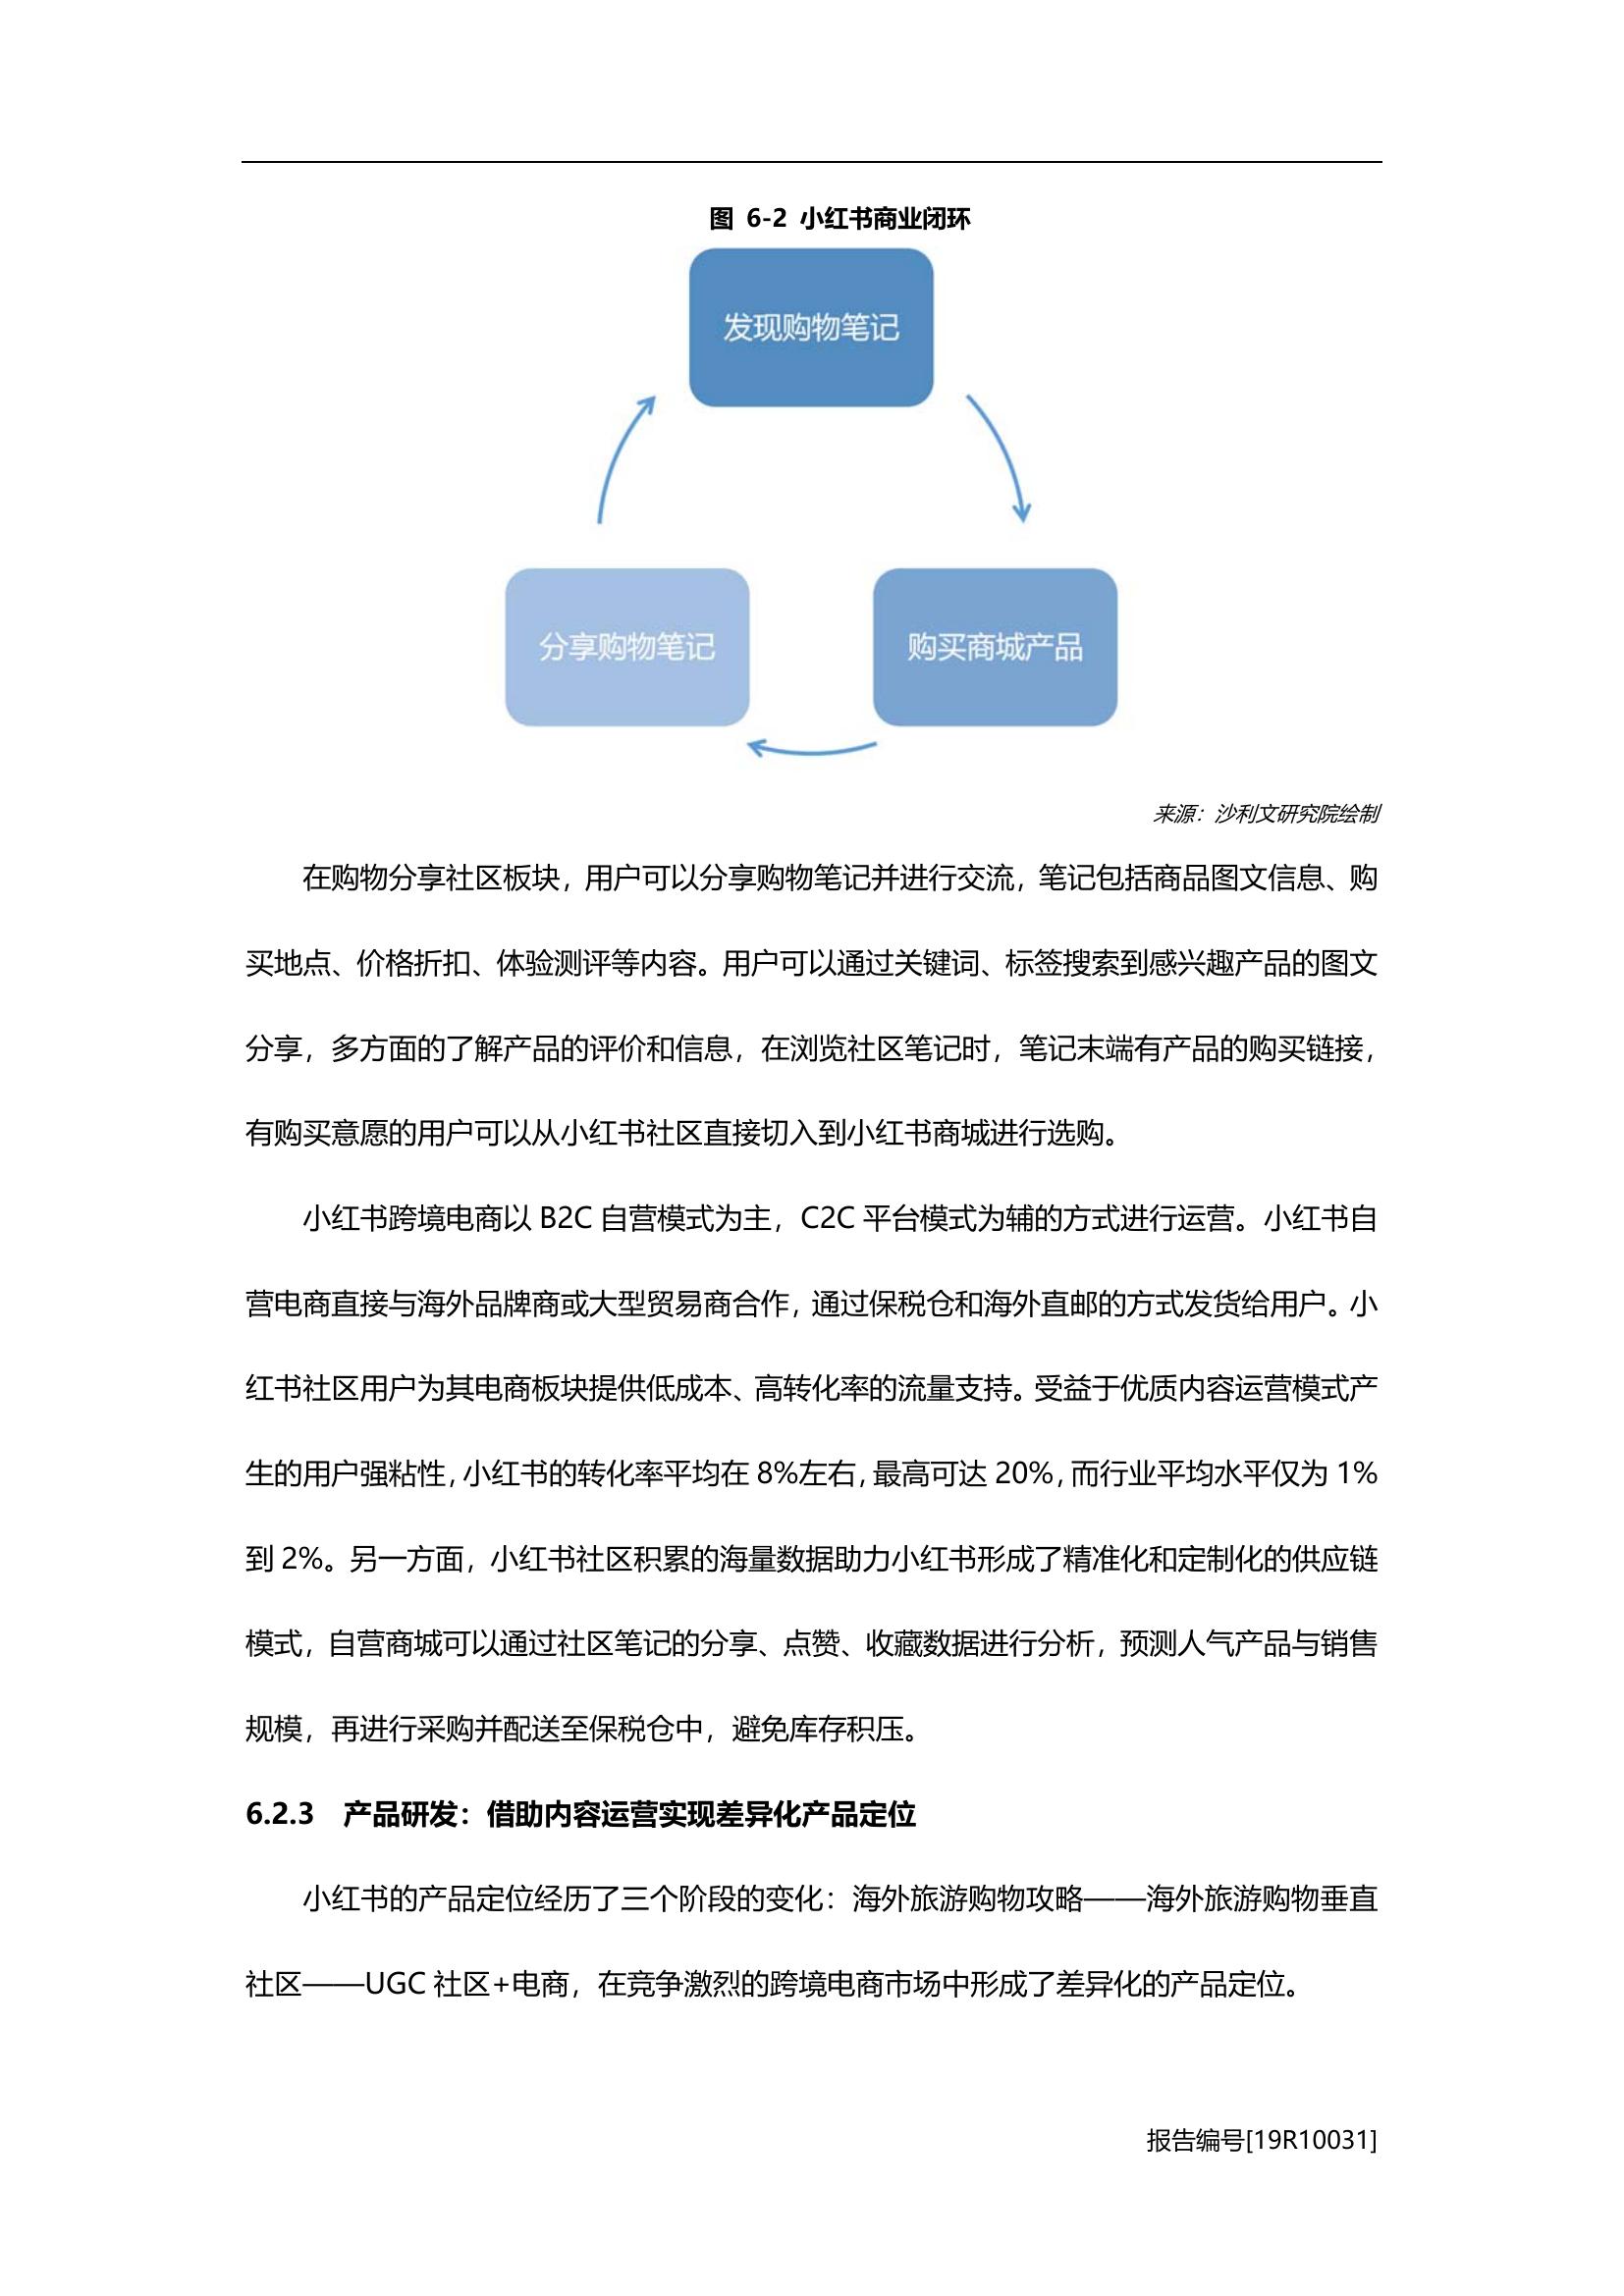 图 6-2 小红书商业闭环
发现购物笔记
分享购物笔记
购买商城产品
来源：沙利文研究院绘制
在购物分享社区板块，用户可以分享购物笔记并进行交流，笔记包括商品图文信息、购
买地点、价格折扣、体验测评等内容。用户可以通过关键词、标签搜索到感兴趣产品的图文
分享，多方面的了解产品的评价和信息，在浏览社区笔记时，笔记末端有产品的购买链接，
有购买意愿的用户可以从小红书社区直接切入到小红书商城进行选购。
小红书跨境电商以 B2C 自营模式为主，C2C 平台模式为辅的方式进行运营。小红书自
营电商直接与海外品牌商或大型贸易商合作，通过保税仓和海外直邮的方式发货给用户。小
红书社区用户为其电商板块提供低成本、高转化率的流量支持。受益于优质内容运营模式产
生的用户强粘性，小红书的转化率平均在 8%左右，最高可达 20%，而行业平均水平仅为 1%
到 2%。另一方面，小红书社区积累的海量数据助力小红书形成了精准化和定制化的供应链
模式，自营商城可以通过社区笔记的分享、点赞、收藏数据进行分析，预测人气产品与销售
规模，再进行采购并配送至保税仓中，避免库存积压。
6.2.3 产品研发：借助内容运营实现差异化产品定位
小红书的产品定位经历了三个阶段的变化：海外旅游购物攻略——海外旅游购物垂直
社区——UGC 社区+电商，在竞争激烈的跨境电商市场中形成了差异化的产品定位。
报告编号[19R10031]